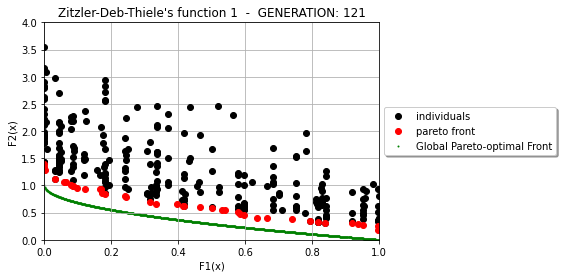 Zitzler-Deb-Thiele's function 1 - GENERATION: 121
4.0
3.5
3.0
2.5
2.0
1.5
1.0
0.5
0.0
F2(x)
0.0 0.2 0.4 0.6 0.8 1.0
F1(x)
individuals
pareto front
Global Pareto-optimal Front